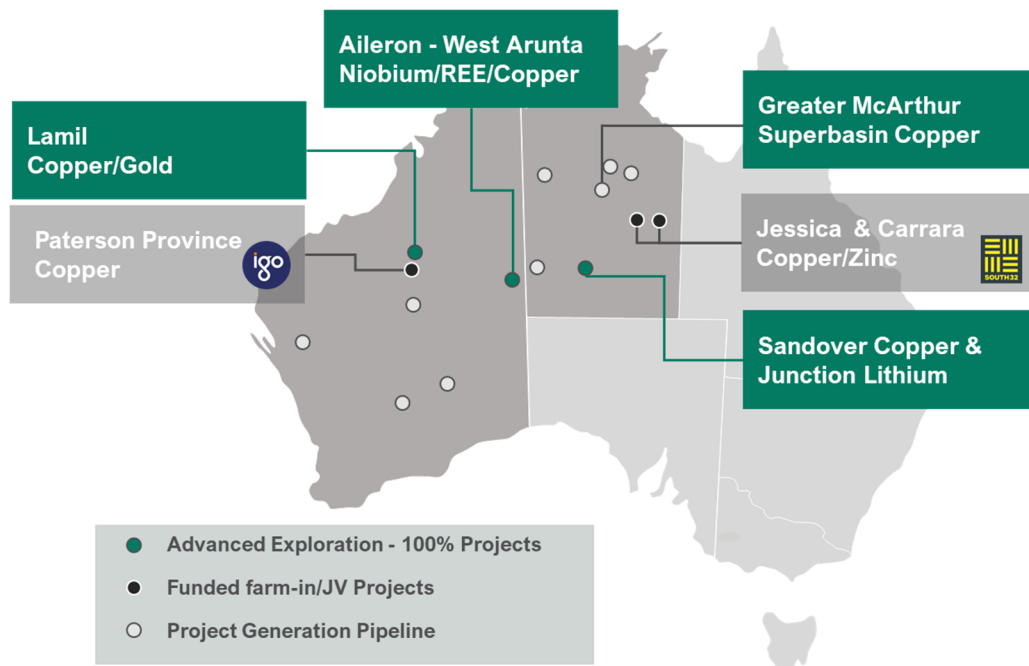 Aileron - West Arunta
Niobium/REE/Copper
Lamil
Copper/Gold
Greater McArthur
Superbasin Copper
Paterson Province
Copper
igo
Jessica & Carrara
Copper/Zinc
SOUTH32
Sandover Copper &
Junction Lithium
Advanced Exploration - 100% Projects
Funded farm-in/JV Projects
Project Generation Pipeline